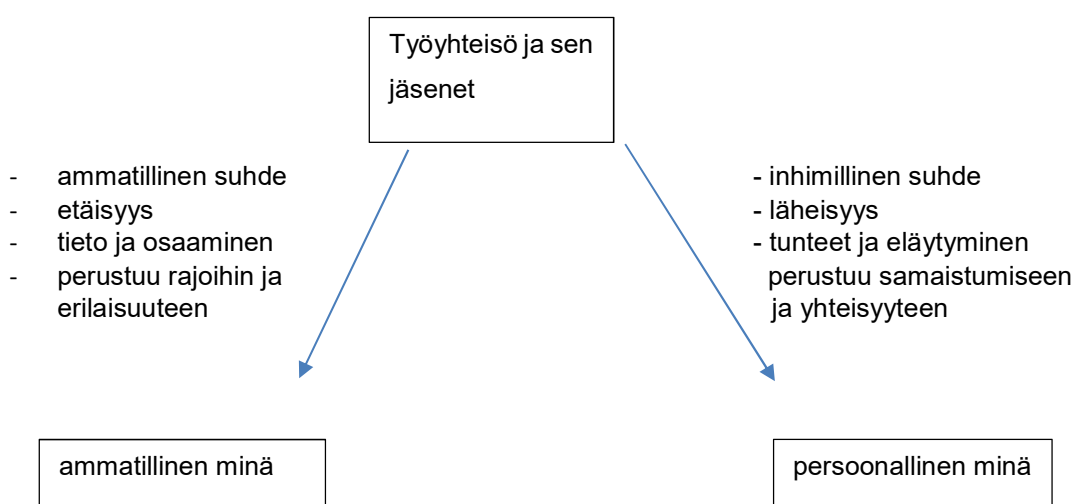 Työyhteisö ja sen
jäsenet
- ammatillinen suhde
- etäisyys
- tieto ja osaaminen
- perustuu rajoihin ja
erilaisuuteen
- inhimillinen suhde
- läheisyys
- tunteet ja eläytyminen
perustuu samaistumiseen
ja yhteisyyteen
ammatillinen minä
persoonallinen minä